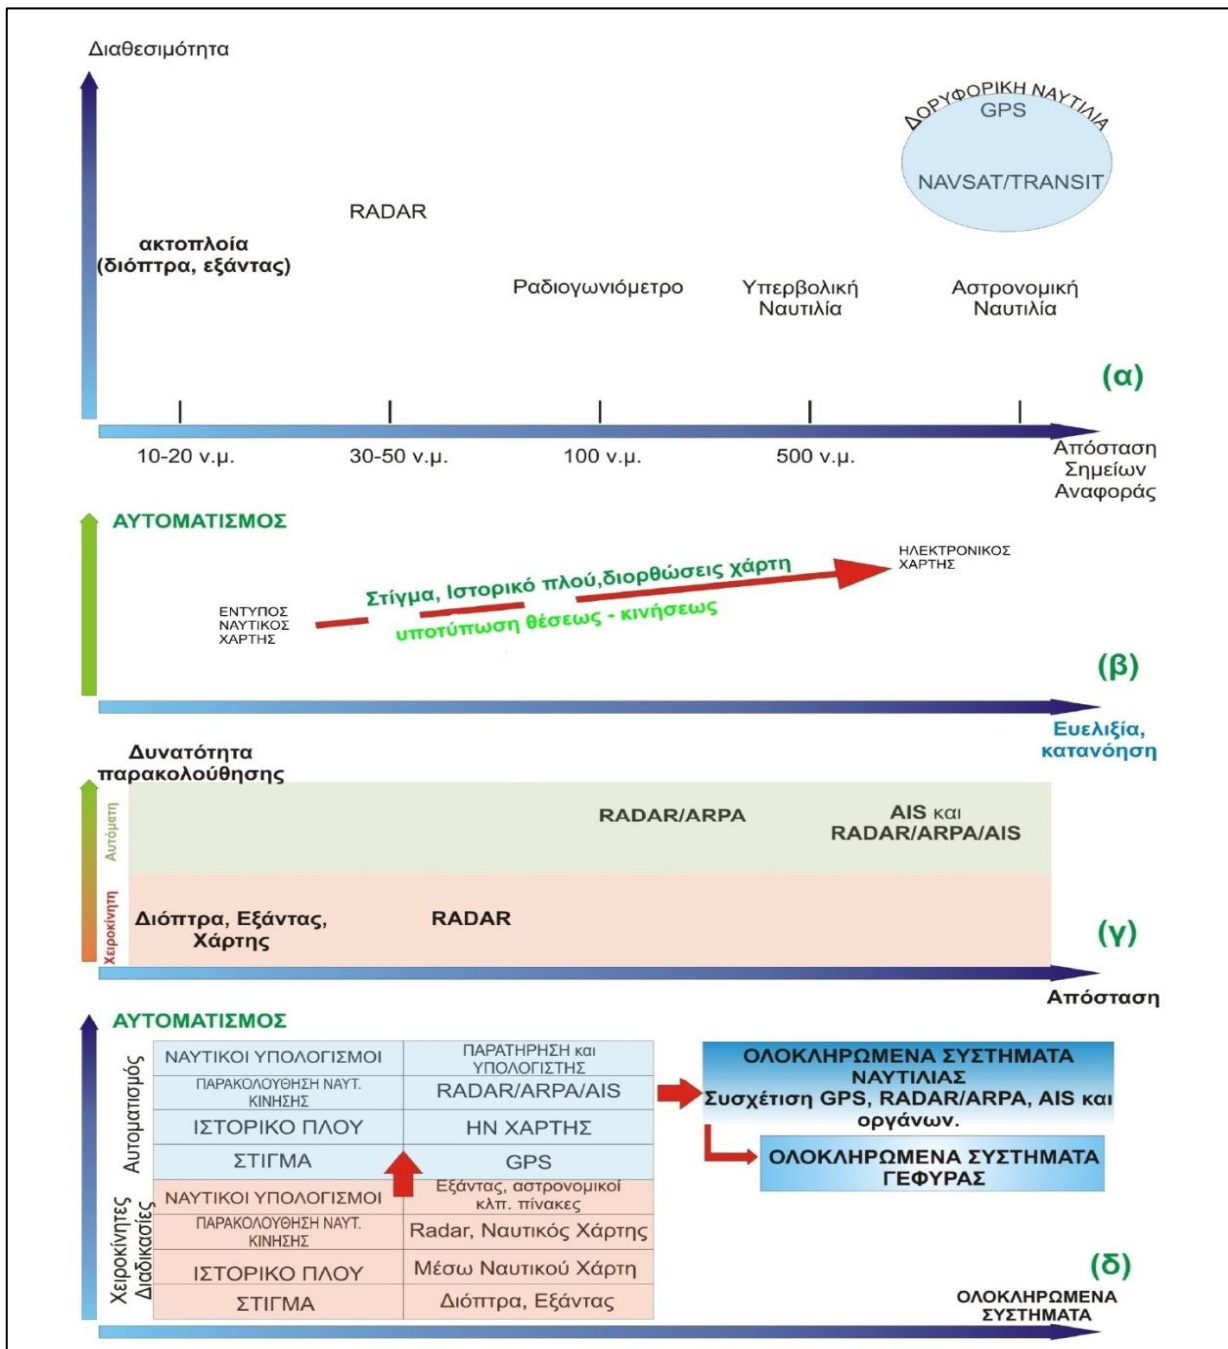 Διαθεσιμότητα
ΔΟΡΥΦΟΡΙΚΗ ΝΑΥΤΙΛΙΑ
GPS
NAVSAT/TRANSIT
RADAR
ακτοπλοία
(διόπτρα, εξάντας)
Ραδιογωνιόμετρο
Υπερβολική
Ναυτιλία
Αστρονομική
Ναυτιλία
(α)
10-20 ν.μ.
30-50 ν.μ.
100 ν.μ.
500 ν.μ.
Απόσταση
Σημείων
Αναφοράς
ΑΥΤΟΜΑΤΙΣΜΟΣ
ΗΛΕΚΤΡΟΝΙΚΟΣ
ΧΑΡΤΗΣ
Στίγμα, Ιστορικό πλού,διορθώσεις χάρτη
ΕΝΤΥΠΟΣ
ΝΑΥΤΙΚΟΣ
ΧΑΡΤΗΣ
υποτύπωση θέσεως - κινήσεως
(β)
Ευελιξία,
κατανόηση
Δυνατότητα
παρακολούθησης
Αυτόματη
RADAR/ARPA
AIS και
RADAR/ARPA/AIS
Χειροκίνητη
Διόπτρα, Εξάντας,
Χάρτης
RADAR
(γ)
Απόσταση
ΑΥΤΟΜΑΤΙΣΜΟΣ
Αυτοματισμός
ΝΑΥΤΙΚΟΙ ΥΠΟΛΟΓΙΣΜΟΙ
ΠΑΡΑΤΗΡΗΣΗ και
ΥΠΟΛΟΓΙΣΤΗΣ
ΠΑΡΑΚΟΛΟΥΘΗΣΗ ΝΑΥΤ.
ΚΙΝΗΣΗΣ
RADAR/ARPA/AIS
ΙΣΤΟΡΙΚΟ ΠΛΟΥ
ΗΝ ΧΑΡΤΗΣ
ΣΤΙΓΜΑ
GPS
Χειροκίνητες
Διαδικασίες
ΝΑΥΤΙΚΟΙ ΥΠΟΛΟΓΙΣΜΟΙ
Εξάντας, αστρονομικοί
κλπ. πίνακες
ΠΑΡΑΚΟΛΟΥΘΗΣΗ ΝΑΥΤ.
ΚΙΝΗΣΗΣ
Radar, Ναυτικός Χάρτης
ΙΣΤΟΡΙΚΟ ΠΛΟΥ
Μέσω Ναυτικού Χάρτη
ΣΤΙΓΜΑ
Διόπτρα, Εξάντας
ΟΛΟΚΛΗΡΩΜΕΝΑ ΣΥΣΤΗΜΑΤΑ
ΝΑΥΤΙΛΙΑΣ
Συσχέτιση GPS, RADAR/ARPA, AIS και
οργάνων.
ΟΛΟΚΛΗΡΩΜΕΝΑ ΣΥΣΤΗΜΑΤΑ
ΓΕΦΥΡΑΣ
(δ)
ΟΛΟΚΛΗΡΩΜΕΝΑ
ΣΥΣΤΗΜΑΤΑ